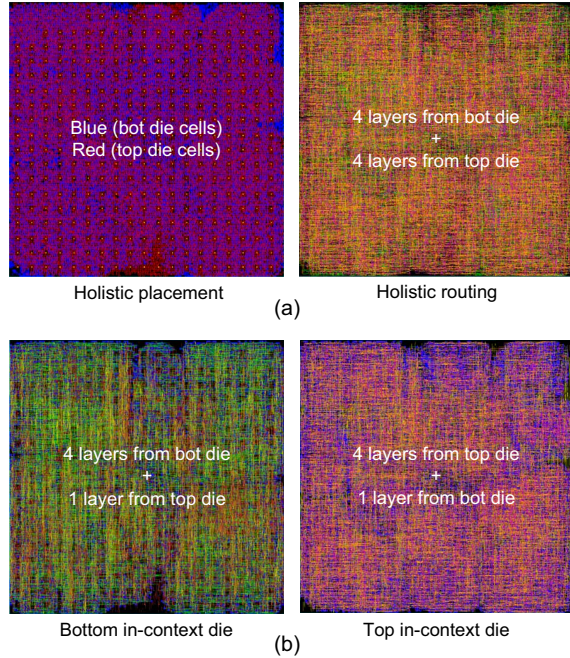 Blue (bot die cells)
Red (top die cells)
4 layers from bot die
+
4 layers from top die
Holistic placement
Holistic routing
(a)
4 layers from bot die
+
1 layer from top die
4 layers from top die
+
1 layer from bot die
Bottom in-context die
Top in-context die
(b)